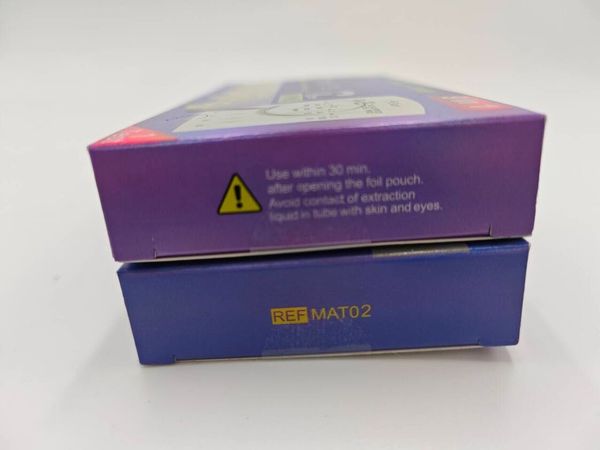 Use within 30 min.
after opening the foil pouch.
Avoid contact of extraction
liquid in tube with skin and eyes.
REF MAT02